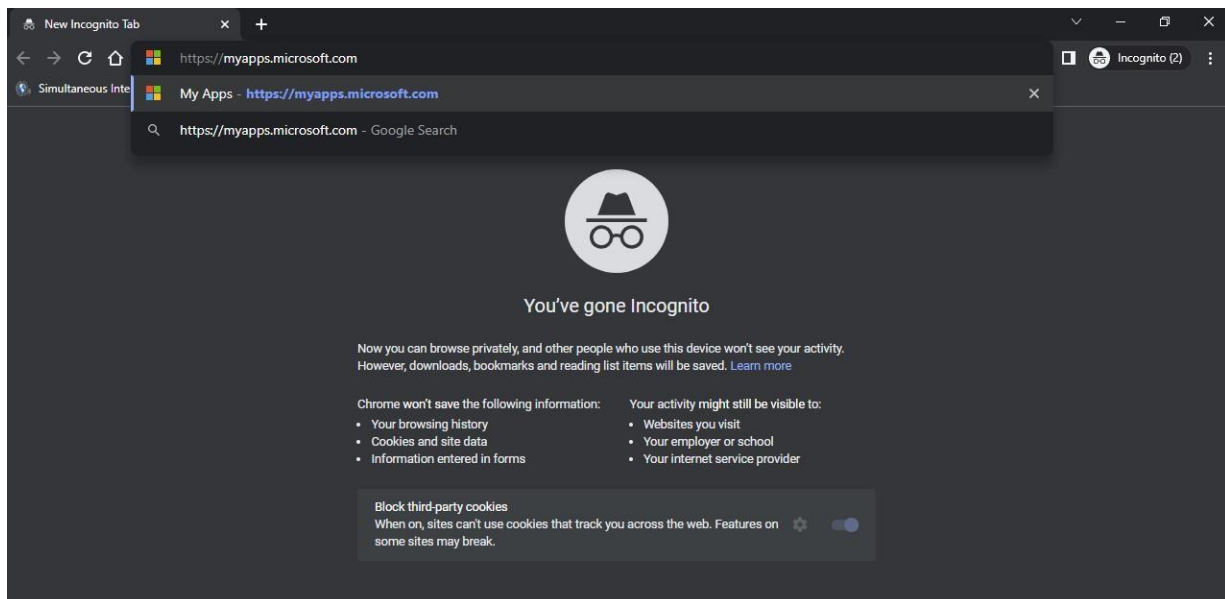 New Incognito Tab
https://myapps.microsoft.com
Incognito (2)
Simultaneous Inte
My Apps - https://myapps.microsoft.com
https://myapps.microsoft.com - Google Search
You've gone Incognito
Now you can browse privately, and other people who use this device won't see your activity.
However, downloads, bookmarks and reading list items will be saved. Learn more
Chrome won't save the following information:
• Your browsing history
• Cookies and site data
• Information entered in forms
Your activity might still be visible to:
• Websites you visit
• Your employer or school
• Your internet service provider
Block third-party cookies
When on, sites can't use cookies that track you across the web. Features on
some sites may break.